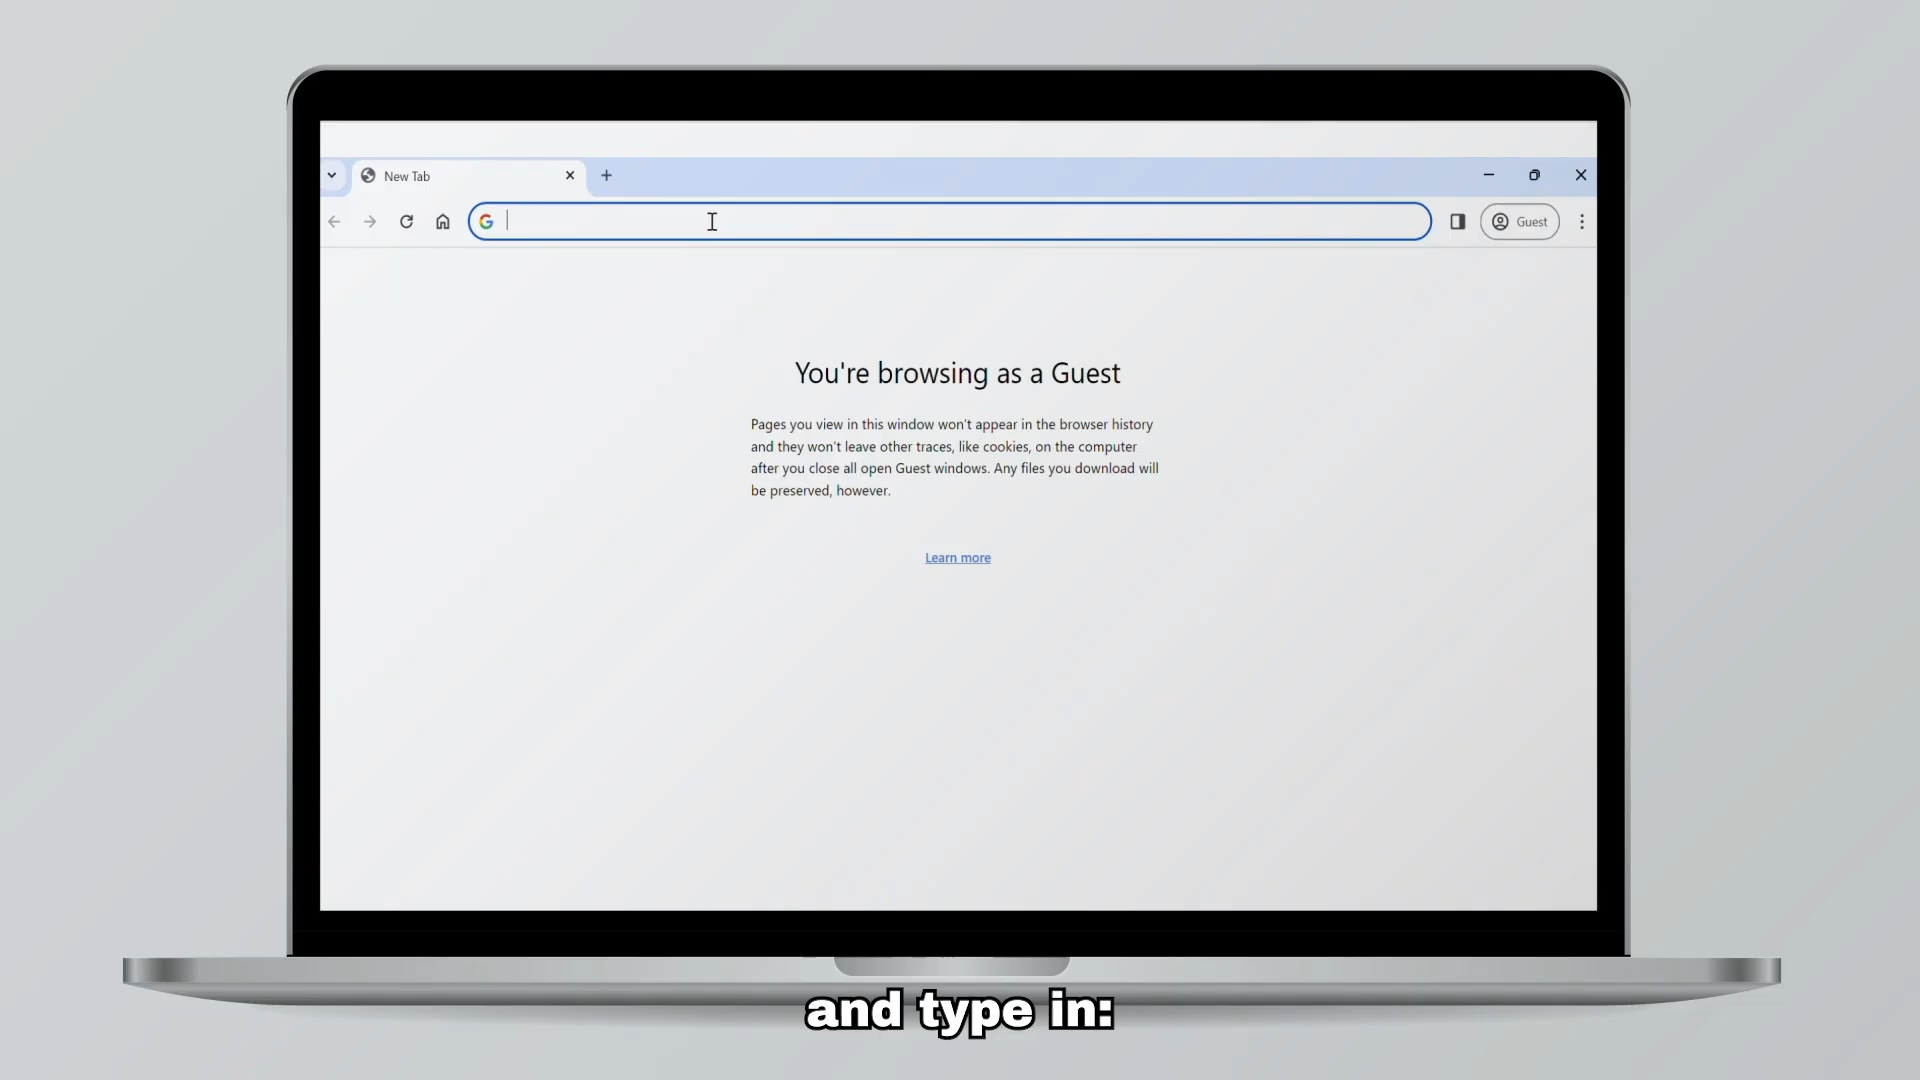 New Tab
Guest
You're browsing as a Guest
Pages you view in this window won't appear in the browser history
and they won't leave other traces, like cookies, on the computer
after you close all open Guest windows. Any files you download will
be preserved, however.
Learn more
and type in: